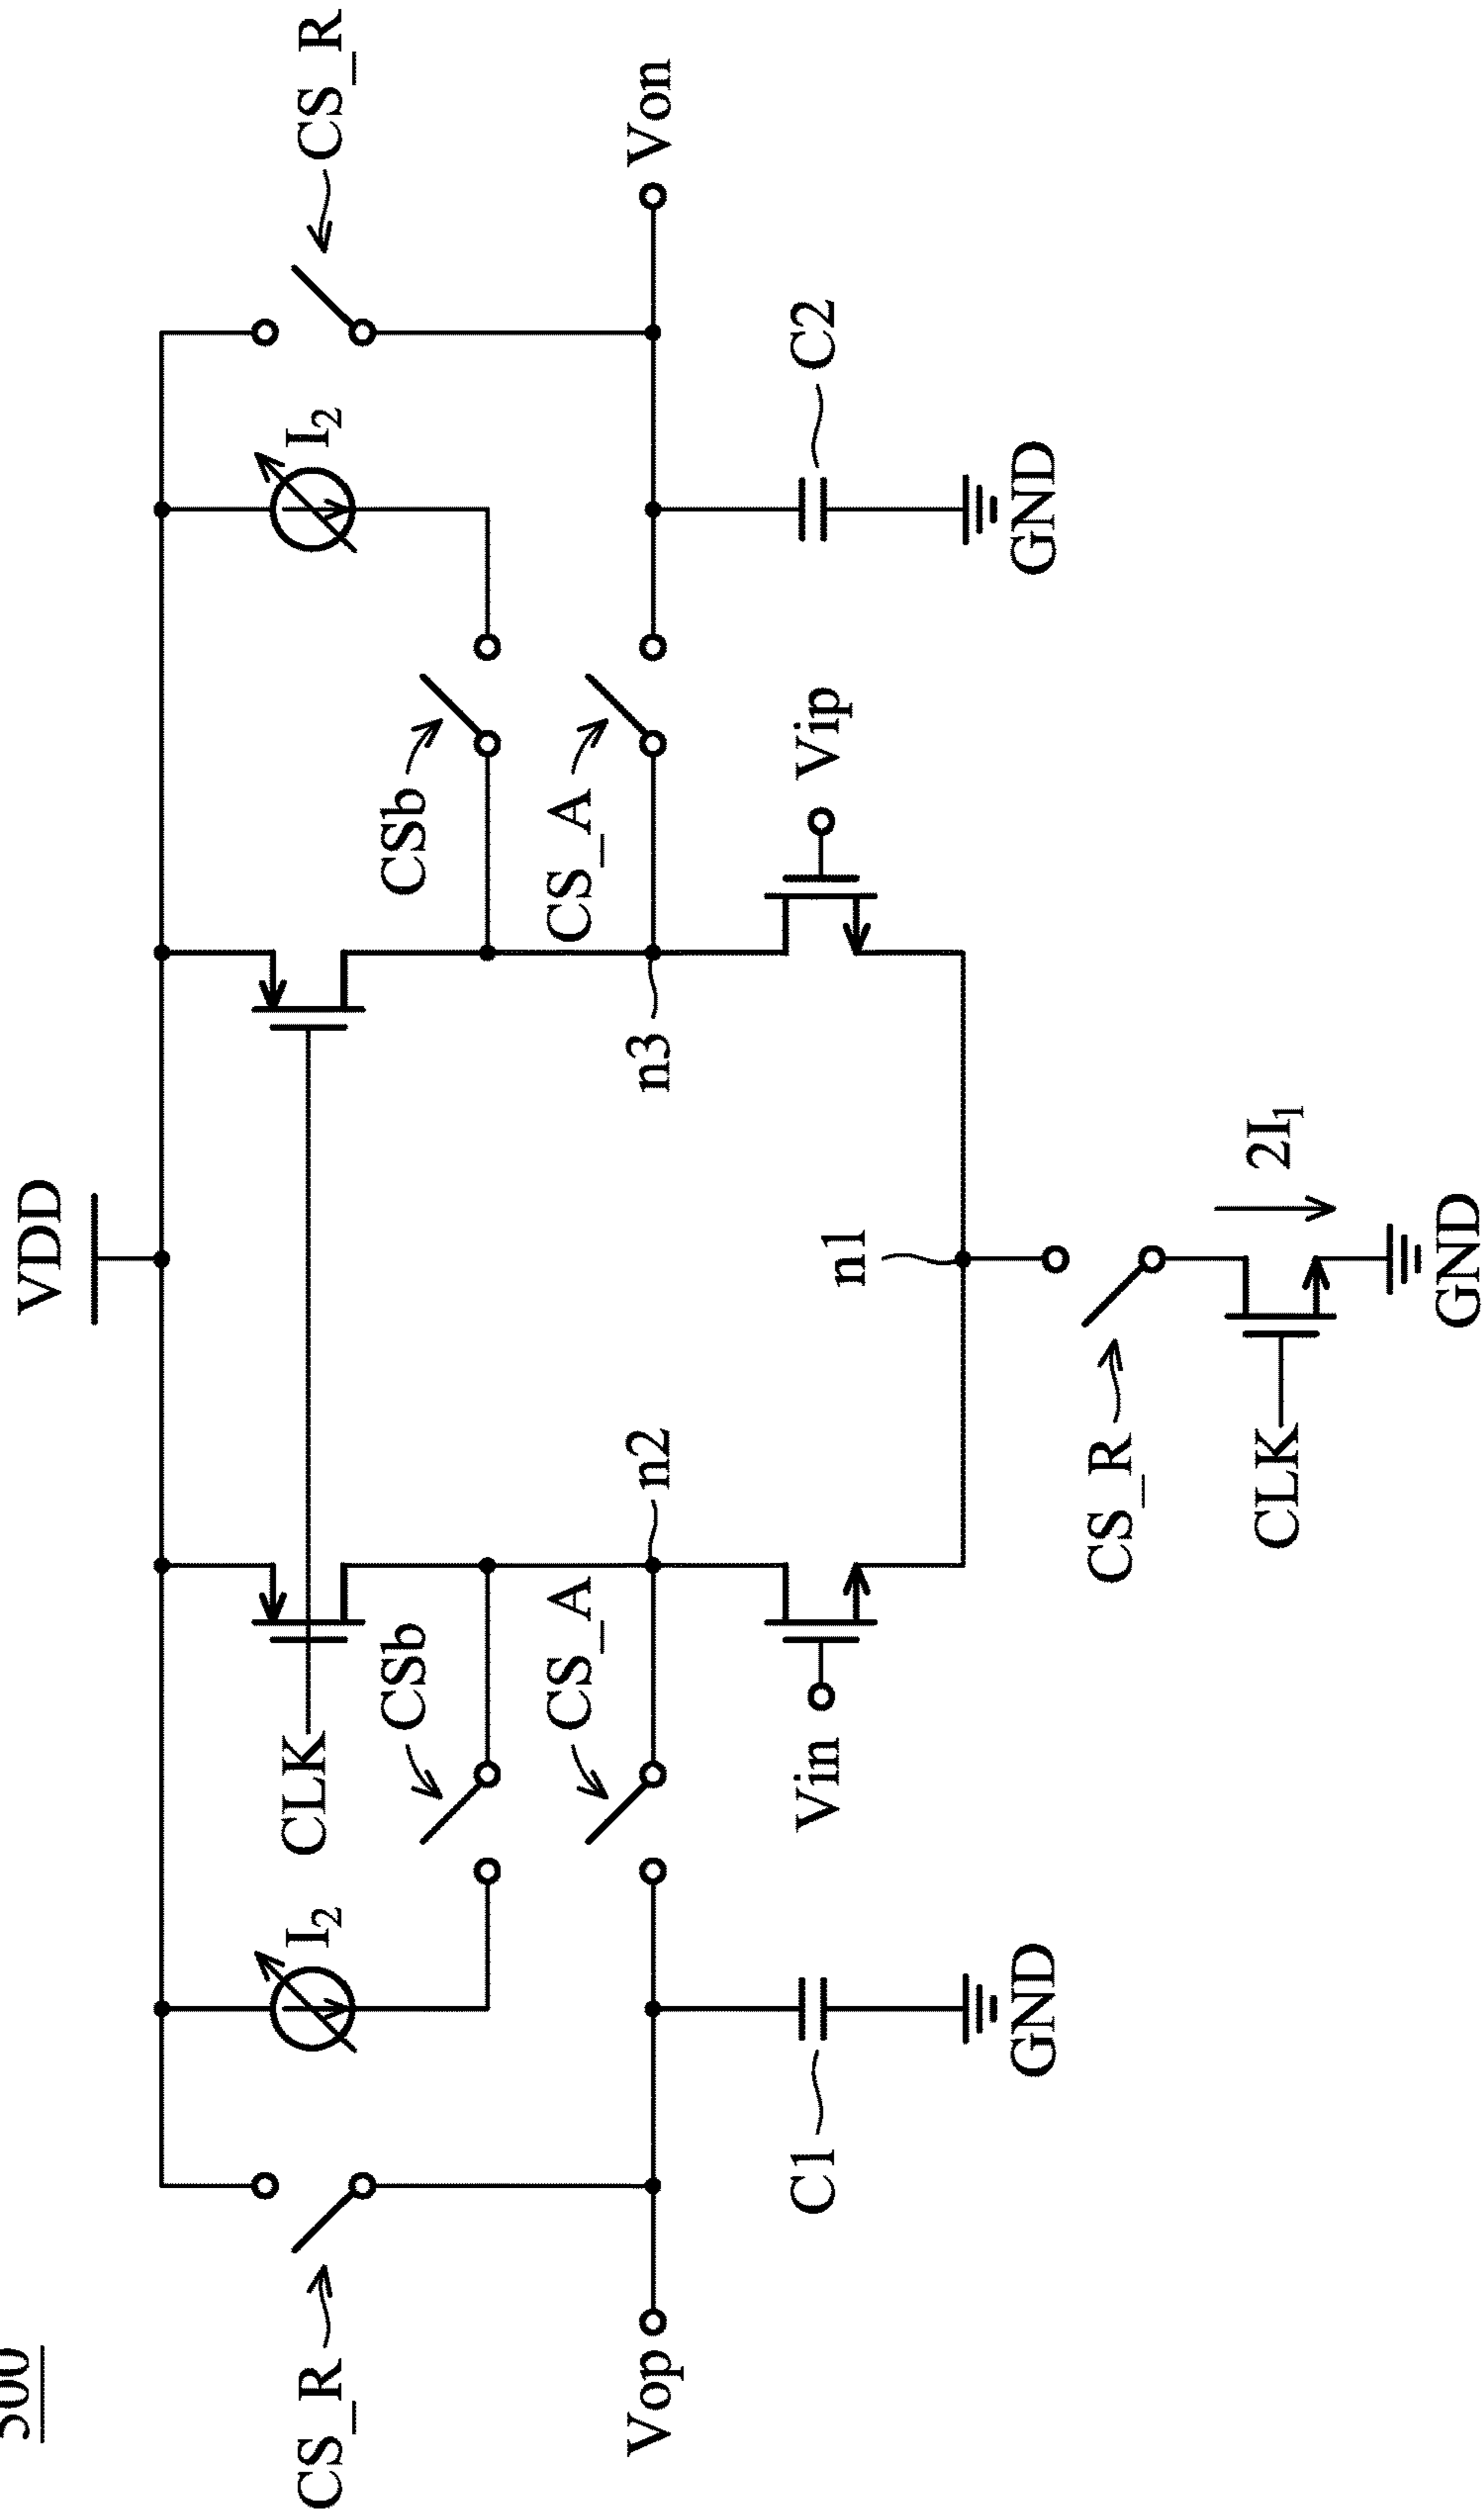 500
VDD
CS_R
I2
CLK
I2
CS_R
CSb
CSb
CS_A
CS_A
Vop
n2
n3
Von
C1
Vin
n1
Vip
C2
GND
GND
CS_R
CLK
2I1
GND